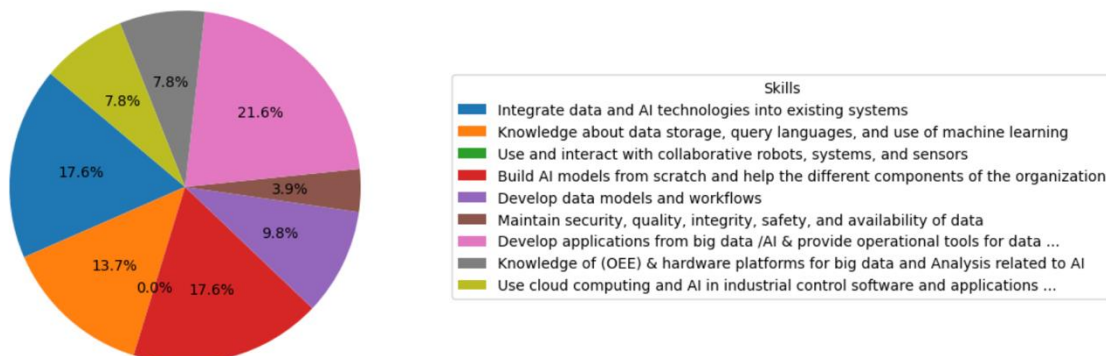 7.8%
7.8%
21.6%
17.6%
3.9%
9.8%
13.7%
0.0%
17.6%
Skills
Integrate data and AI technologies into existing systems
Knowledge about data storage, query languages, and use of machine learning
Use and interact with collaborative robots, systems, and sensors
Build AI models from scratch and help the different components of the organization
Develop data models and workflows
Maintain security, quality, integrity, safety, and availability of data
Develop applications from big data /AI & provide operational tools for data ...
Knowledge of (OEE) & hardware platforms for big data and Analysis related to AI
Use cloud computing and AI in industrial control software and applications ...